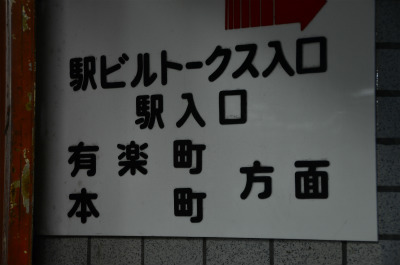 駅ビルトークス入口
駅入口
有楽町
本町
方面